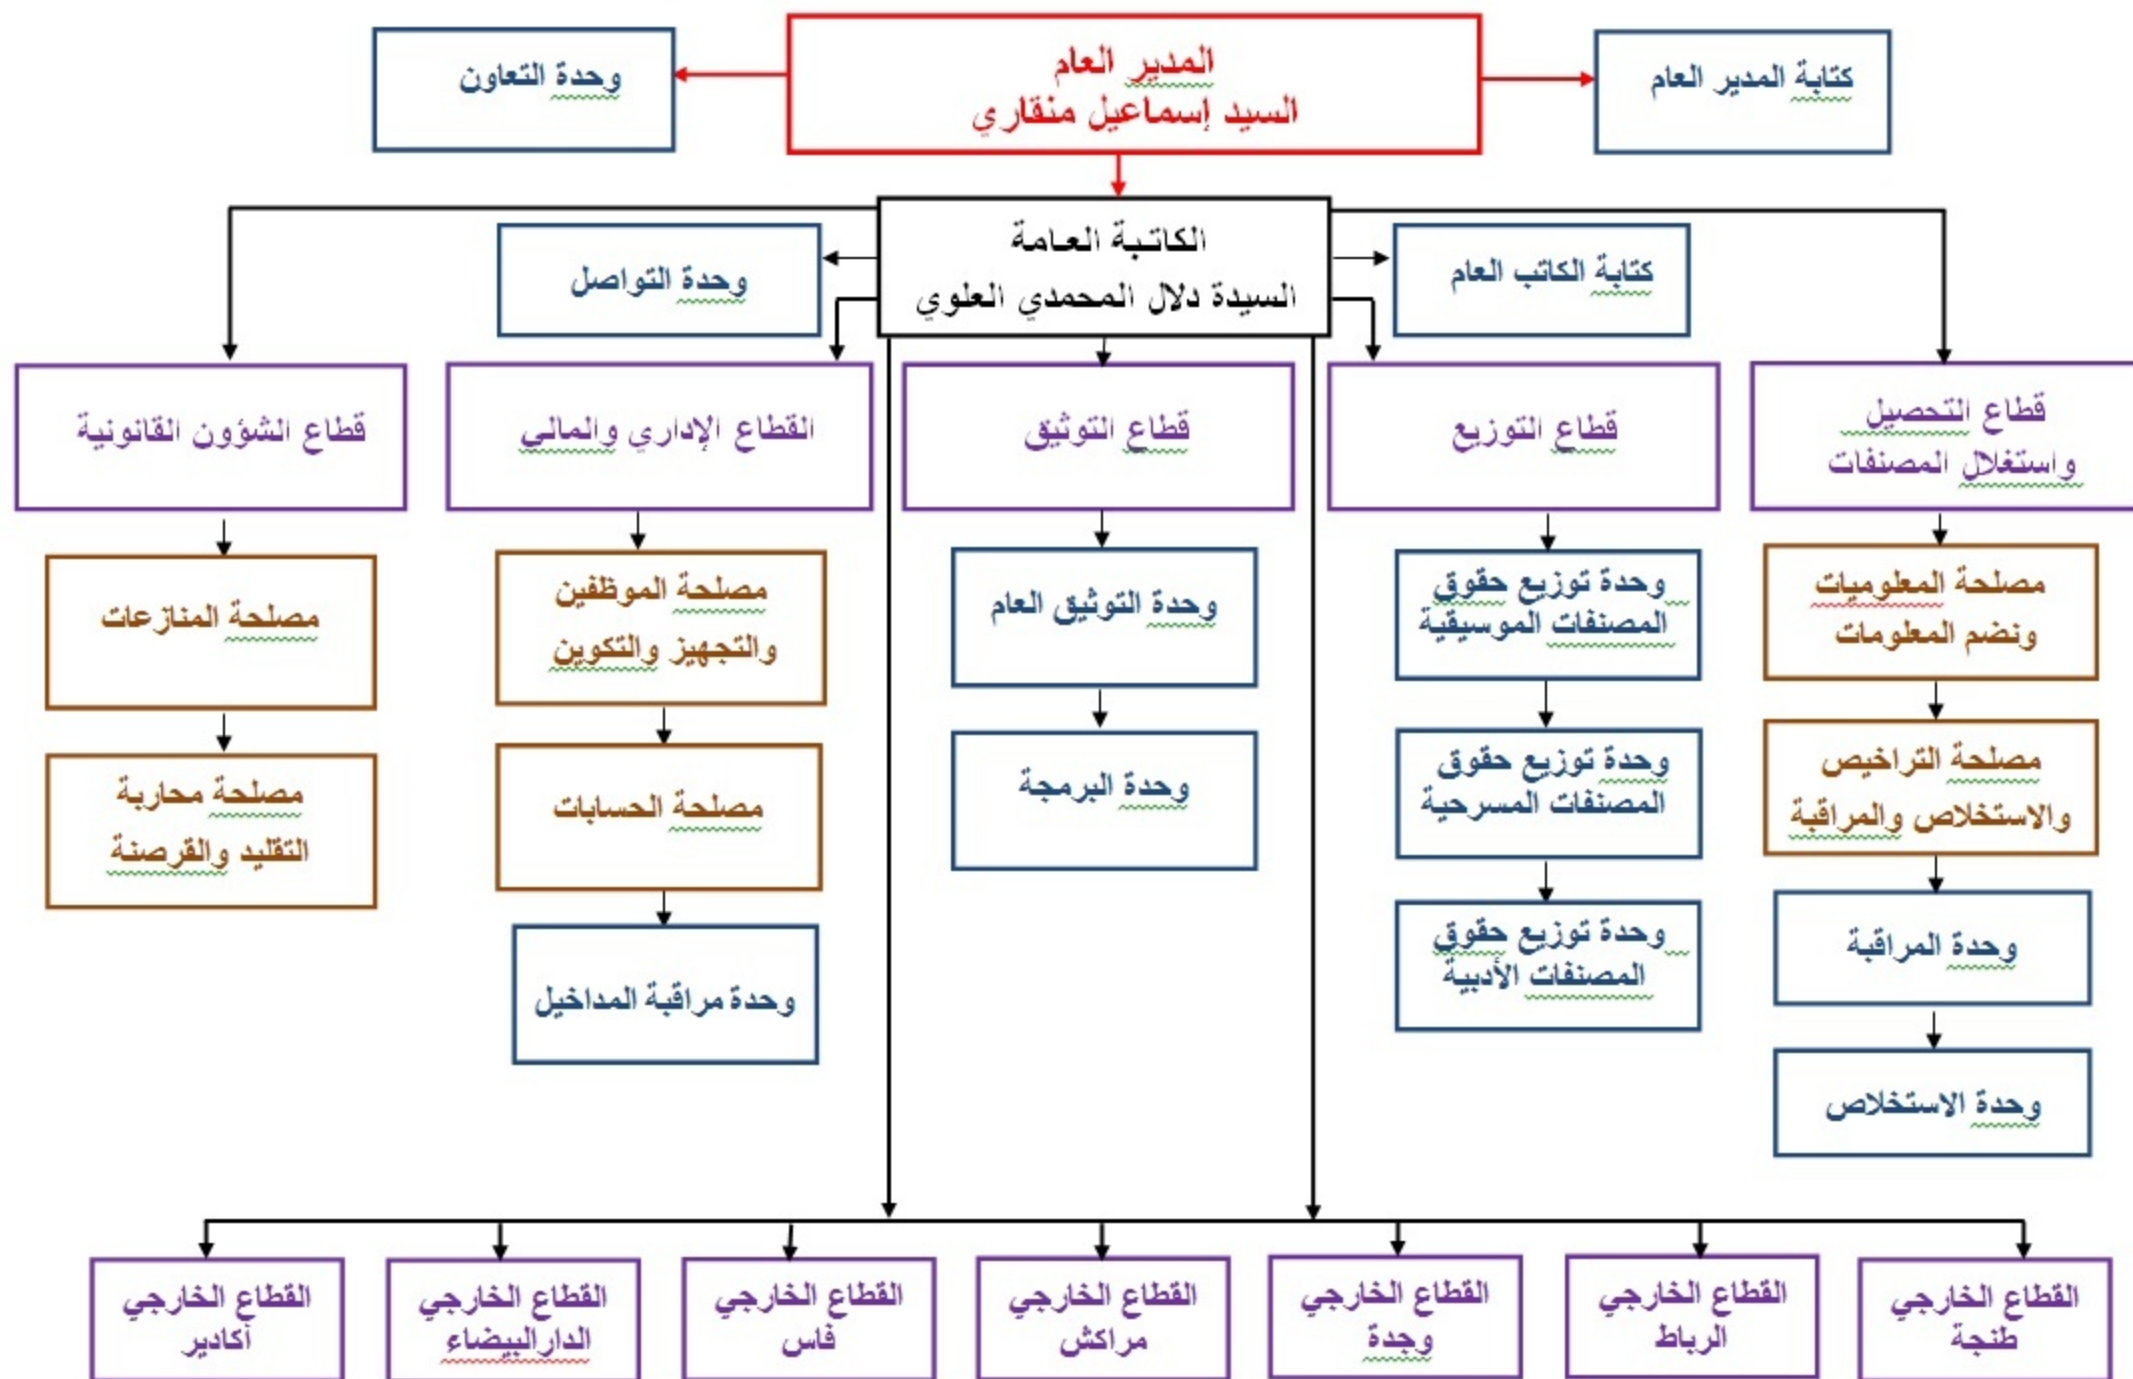 المدير العام
السيد إسماعيل منقاري
كتابة المدير العام
وحدة التعاون
الكاتبة العامة
السيدة دلال المحمدي العلوي
كتابة الكاتب العام
وحدة التواصل
قطاع التحصيل
واستغلال المصنفات
قطاع التوزيع
قطاع التوثيق
القطاع الإداري والمالي
قطاع الشؤون القانونية
مصلحة المعلوميات
ونضم المعلومات
مصلحة التراخيص
والاستخلاص والمراقبة
وحدة المراقبة
وحدة الاستخلاص
وحدة توزيع حقوق
المصنفات الموسيقية
وحدة توزيع حقوق
المصنفات المسرحية
وحدة توزيع حقوق
المصنفات الأدبية
وحدة التوثيق العام
وحدة البرمجة
مصلحة الموظفين
والتجهيز والتكوين
مصلحة الحسابات
وحدة مراقبة المداخيل
مصلحة المنازعات
مصلحة محاربة
التقليد والقرصنة
القطاع الخارجي
طنجة
القطاع الخارجي
الرباط
القطاع الخارجي
وجدة
القطاع الخارجي
مراكش
القطاع الخارجي
فاس
القطاع الخارجي
الدارالبيضاء
القطاع الخارجي
أكادير